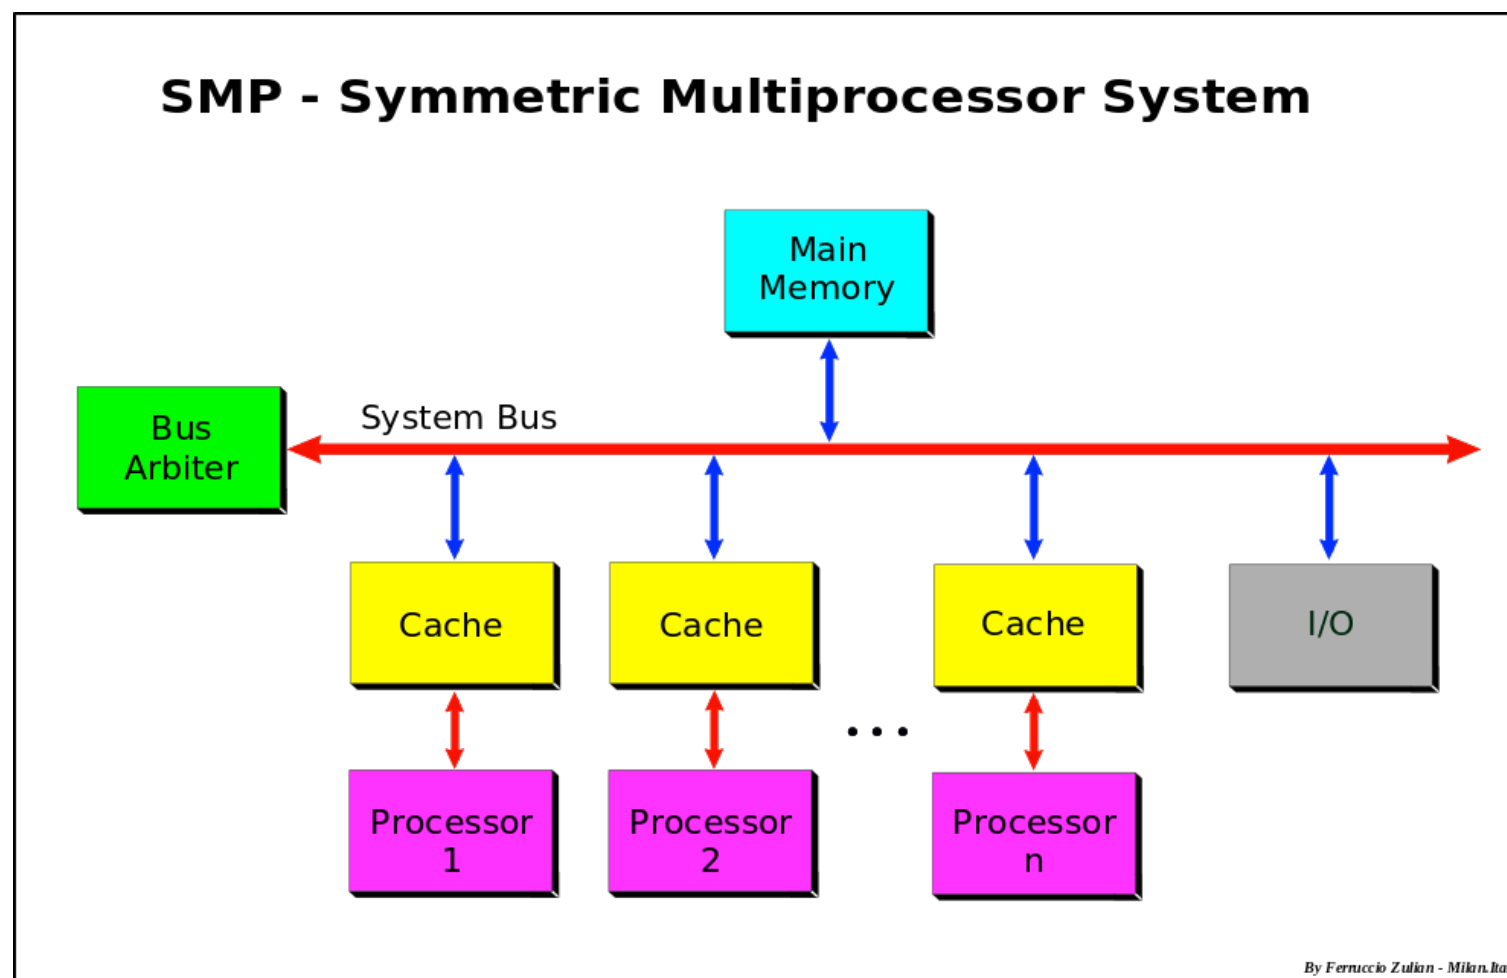 SMP - Symmetric Multiprocessor System
Main
Memory
System Bus
Bus
Arbiter
Cache
Cache
Cache
I/O
...
Processor
1
Processor
2
Processor
n
By Ferruccio Zulian - Milan.Ita